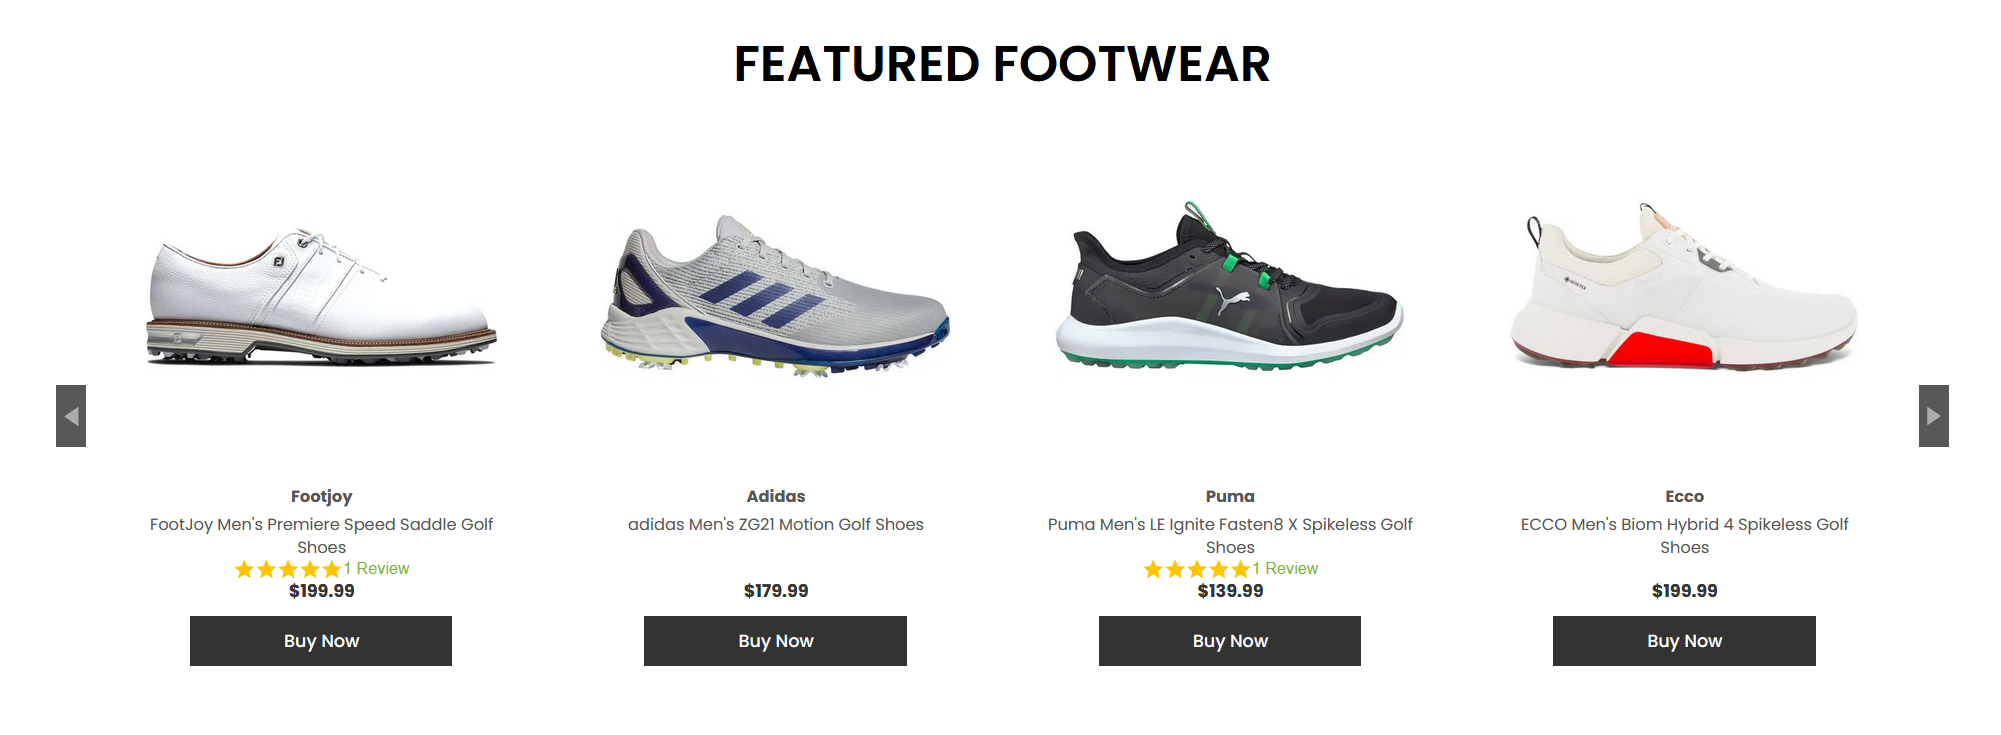 FEATURED FOOTWEAR
Footjoy
FootJoy Men's Premiere Speed Saddle Golf
Shoes
1 Review
$199.99
Buy Now
Adidas
adidas Men's ZG21 Motion Golf Shoes
$179.99
Buy Now
Puma
Puma Men's LE Ignite Fasten8 X Spikeless Golf
Shoes
1 Review
$139.99
Buy Now
GORE-TEX
Ecco
ECCO Men's Biom Hybrid 4 Spikeless Golf
Shoes
$199.99
Buy Now